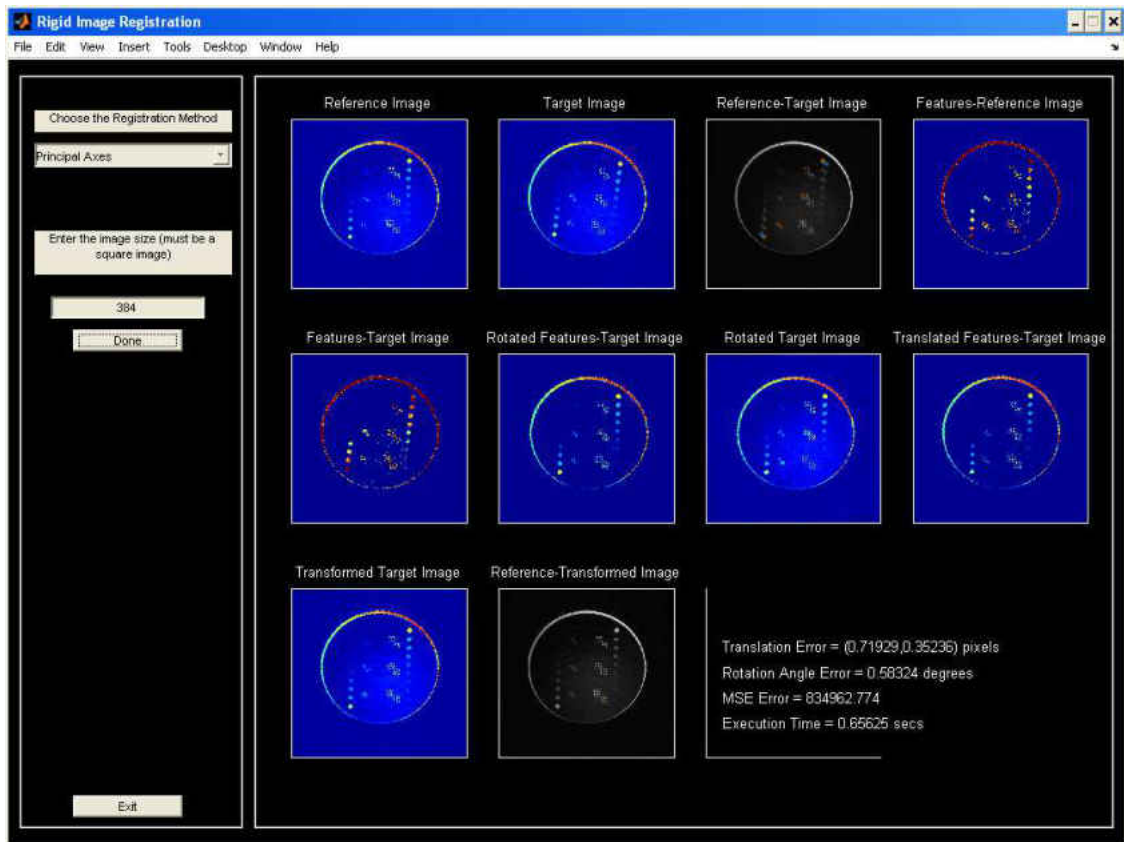 Rigid Image Registration
File Edit View Insert Tools Desktop Window Help
Choose the Registration Method
Principal Axes
Enter the image size (must be a
square image)
384
Done
Exit
Reference Image Target Image Reference-Target Image Features-Reference Image
Features-Target Image Rotated Features-Target Image Rotated Target Image Translated Features-Target Image
Transformed Target Image Reference-Transformed Image
Translation Error = (0.71929,0.35236) pixels
Rotation Angle Error = 0.58324 degrees
MSE Error = 834962.774
Execution Time = 0.65625 secs